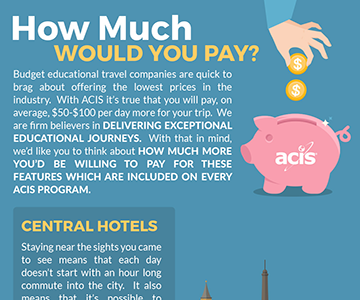 How Much
WOULD YOU PAY?
Budget educational travel companies are quick to
brag about offering the lowest prices in the
industry. With ACIS it's true that you will pay, on
average, $50-$100 per day more for your trip. We
are firm believers in DELIVERING EXCEPTIONAL
EDUCATIONAL JOURNEYS. With that in mind,
we'd like you to think about HOW MUCH MORE
YOU'D BE WILLING TO PAY FOR THESE
FEATURES WHICH ARE INCLUDED ON EVERY
ACIS PROGRAM.
$
$
acis
CENTRAL HOTELS
Staying near the sights you came
to see means that each day
doesn't start with an hour long
commute into the city. It also
means that it's possible to